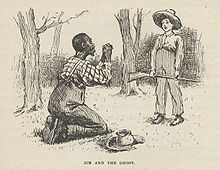 JIM AND THE GHOST.